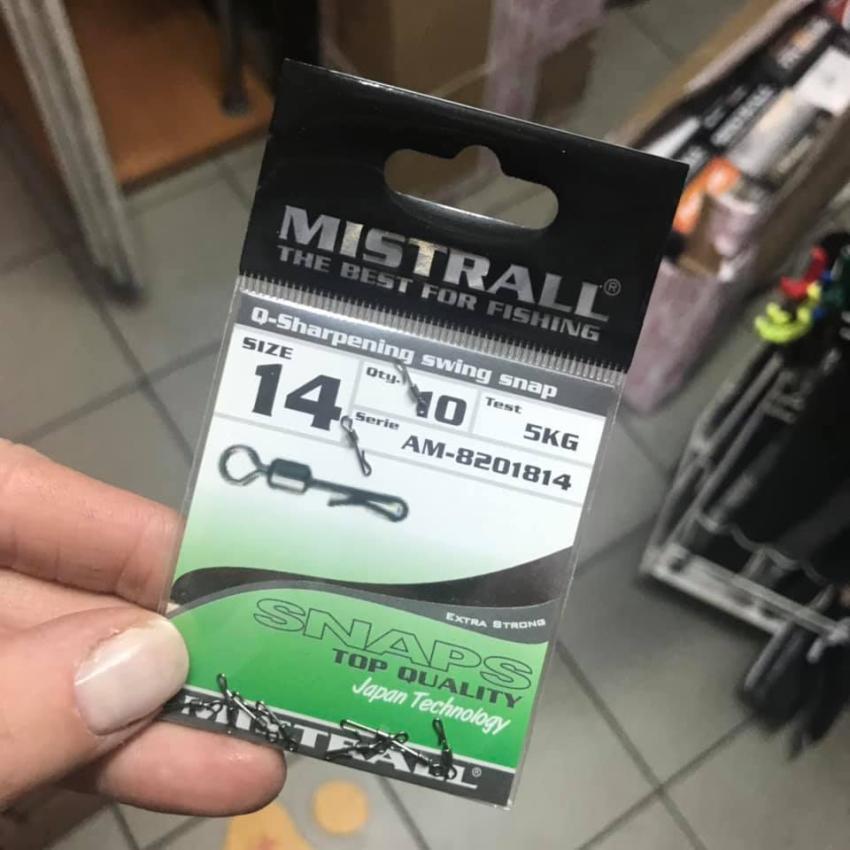 MISTRALL®
THE BEST FOR FISHING
Q-Sharpening swing snap
SIZE
14
Qty.
10
Test
5KG
Serie
AM-8201814
EXTRA STRONG
SNAPS
TOP QUALITY
Japan Technology
MISTRALL®